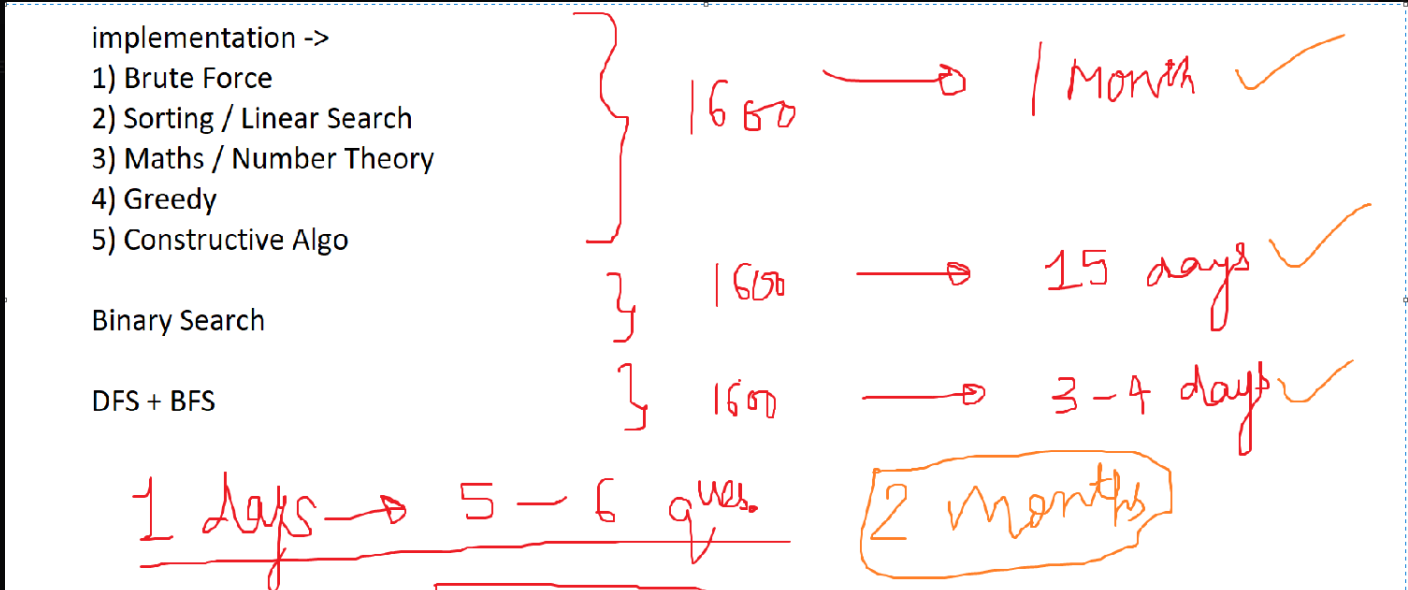 implementation ->
1) Brute Force
2) Sorting / Linear Search
3) Maths / Number Theory
4) Greedy
5) Constructive Algo
1600 1 Month
Binary Search
1600 15 days
DFS + BFS
1600 3-4 days
1 days 5 - 6 ques.
2 Months